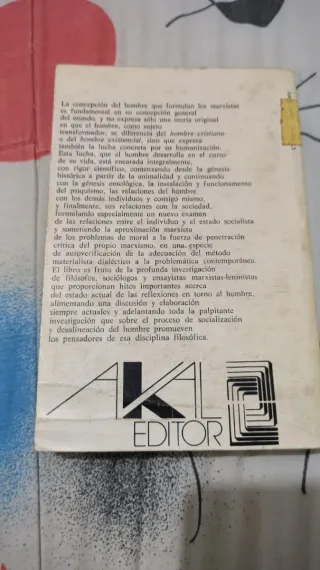 La concepción del hombre que formulan los marxistas
es fundamental en su concepción general
del mundo, y no expresa sólo una teoría original
en que el hombre, como sujeto
transformador, se diferencia del hombre cristiano
o del hombre existencial, sino que expresa
también la lucha concreta por su humanización.
Esta lucha, que el hombre desarrolla en el curso
de su vida, está encarada integralmente,
con rigor científico, comenzando desde la génesis
histórica a partir de la animalidad y continuando
con la génesis ontológica, la instalación y funcionamento
del psiquismo, las relaciones del hombre
con los demás individuos y consigo mismo,
y finalmente, sus relaciones con la sociedad,
formulando especialmente un nuevo examen
de las relaciones entre el individuo y el estado socialista
y sometiendo la aproximación marxista
de los problemas de moral a la fuerza de penetración
crítica del propio marxismo, en una especie
de autoverificación de la adecuación del método
materialista dialéctico a la problemática contemporánea.
El libro es fruto de la profunda investigación
de filósofos, sociólogos y ensayistas marxistas-leninistas
que proporcionan hitos importantes acerca
del estado actual de las reflexiones en torno al hombre,
alimentando una discusión y elaboración
siempre actuales y adelantando toda la palpitante
investigación que sobre el proceso de socialización
y desalineación del hombre promueven
los pensadores de esa disciplina filosófica.
AKAL
EDITOR